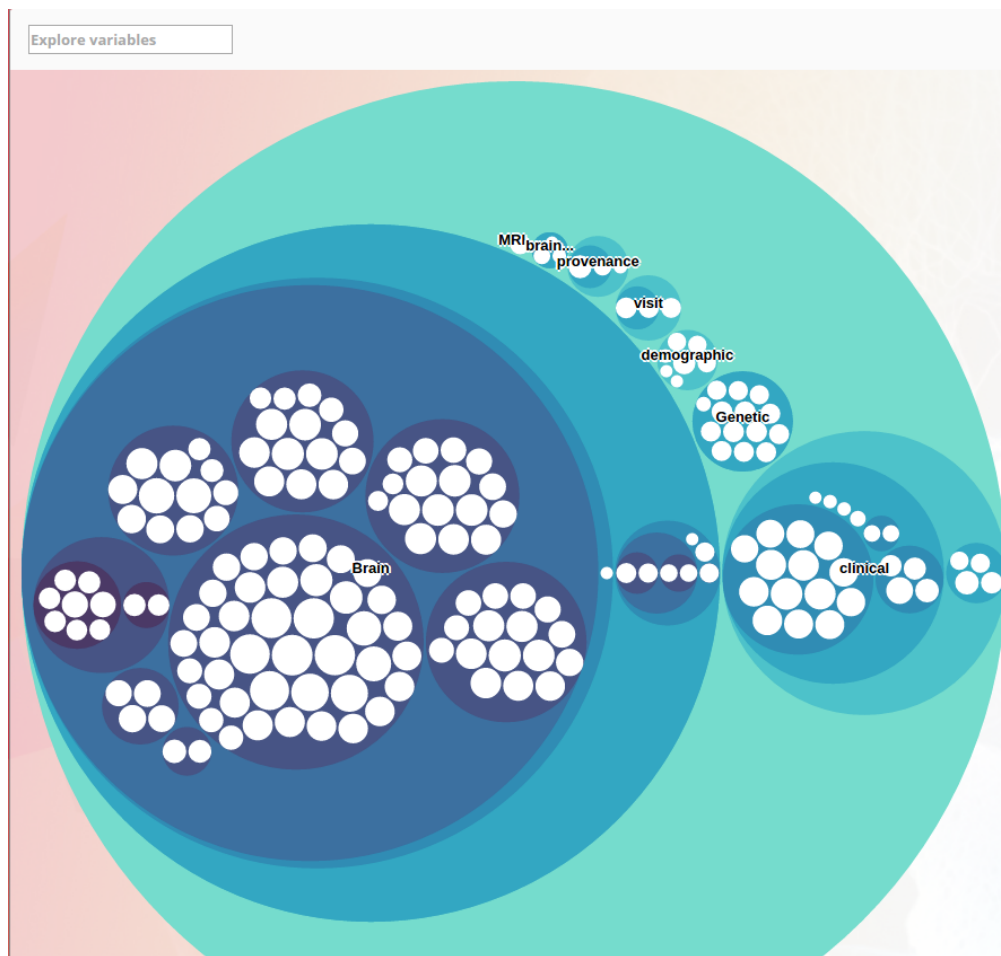 Explore variables
MRI
brain...
provenance
visit
demographic
Genetic
Brain
clinical